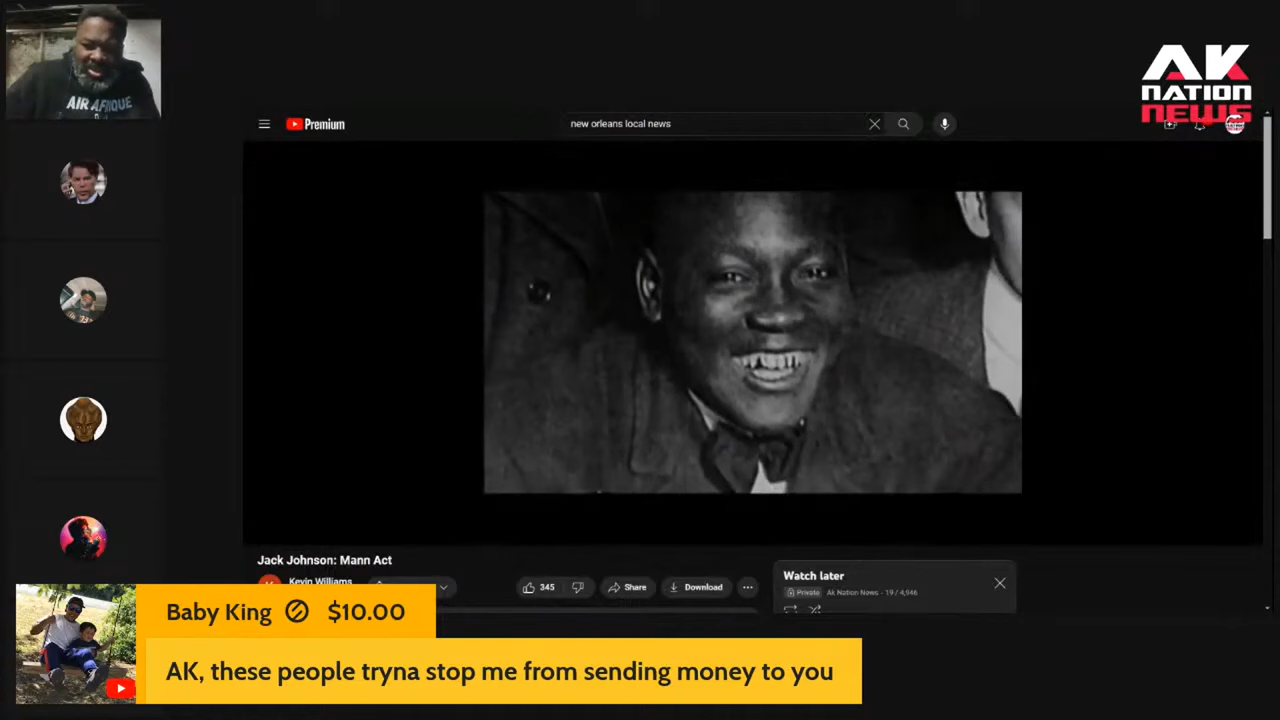 AIR AFRIQUE
AK
NATION
NEWS
Premium
new orleans local news
Jack Johnson: Mann Act
Kevin Williams
345
Share
Download
Watch later
Private
Ak Nation News - 19 / 4,946
Baby King
$10.00
AK, these people tryna stop me from sending money to you